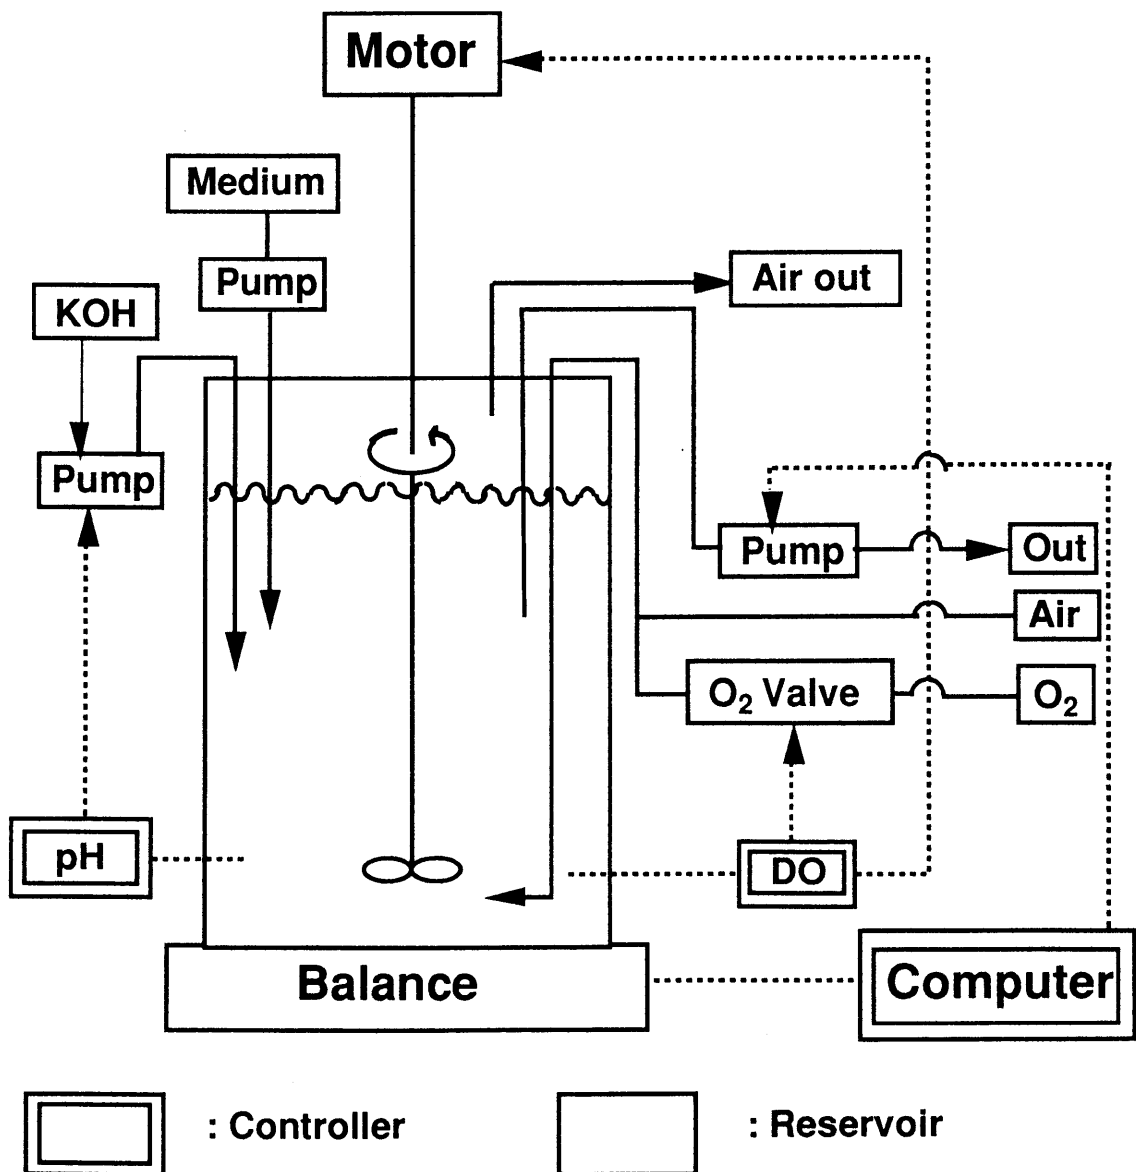 Motor
Medium
Pump
Air out
KOH
Pump
Pump
Out
Air
O₂ Valve
O₂
pH
DO
Balance
Computer
: Controller
: Reservoir